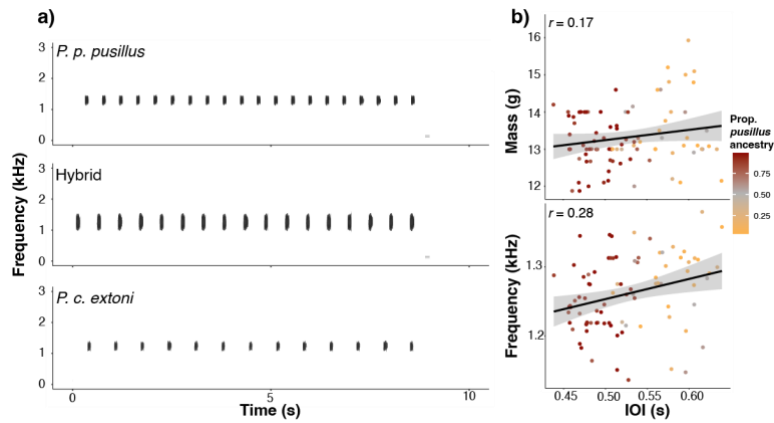 a)
P. p. pusillus
3
2
1
0
Hybrid
3
2
1
0
P. c. extoni
3
2
1
0
Frequency (kHz)
0
5
10
Time (s)
b)
r = 0.17
16
15
14
13
12
Mass (g)
r = 0.28
1.3
1.2
Frequency (kHz)
0.45
0.50
0.55
0.60
IOI (s)
Prop.
pusillus
ancestry
0.75
0.50
0.25